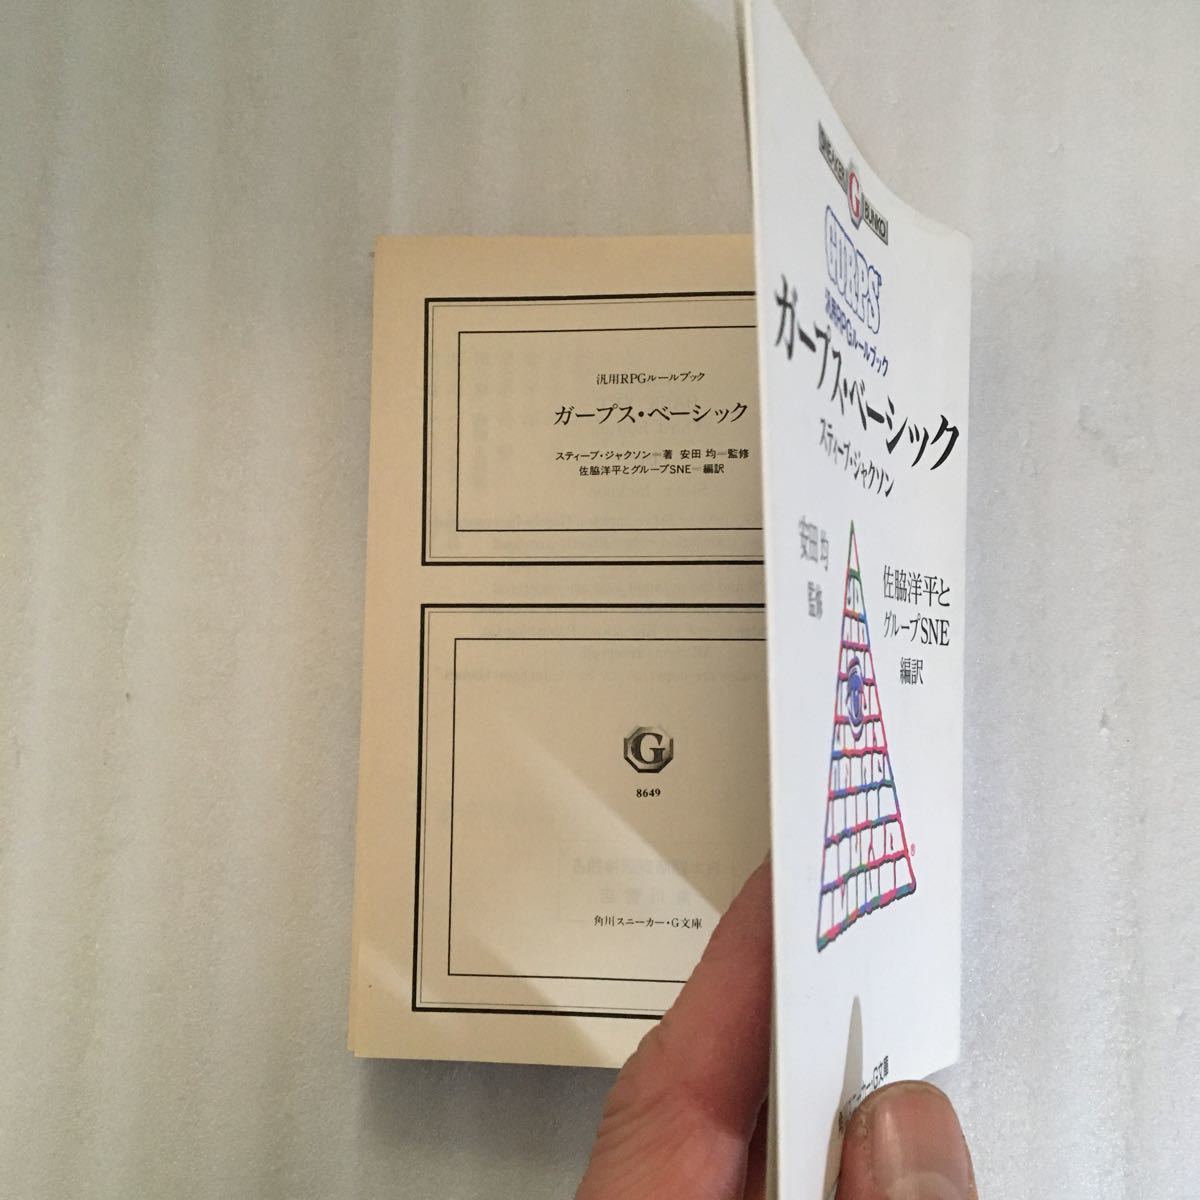 汎用RPGルールブック
ガープス・ベーシック
スティーブ・ジャクソン=著 安田 均=監修
佐脇洋平とグループSNE=編訳
G
8649
角川スニーカー・G文庫
SNEAKER G BUNKO
GURPS
汎用RPGルールブック
ガープス・ベーシック
スティーブ・ジャクソン
安田 均
監修
佐脇洋平と
グループSNE
編訳
®
G文庫